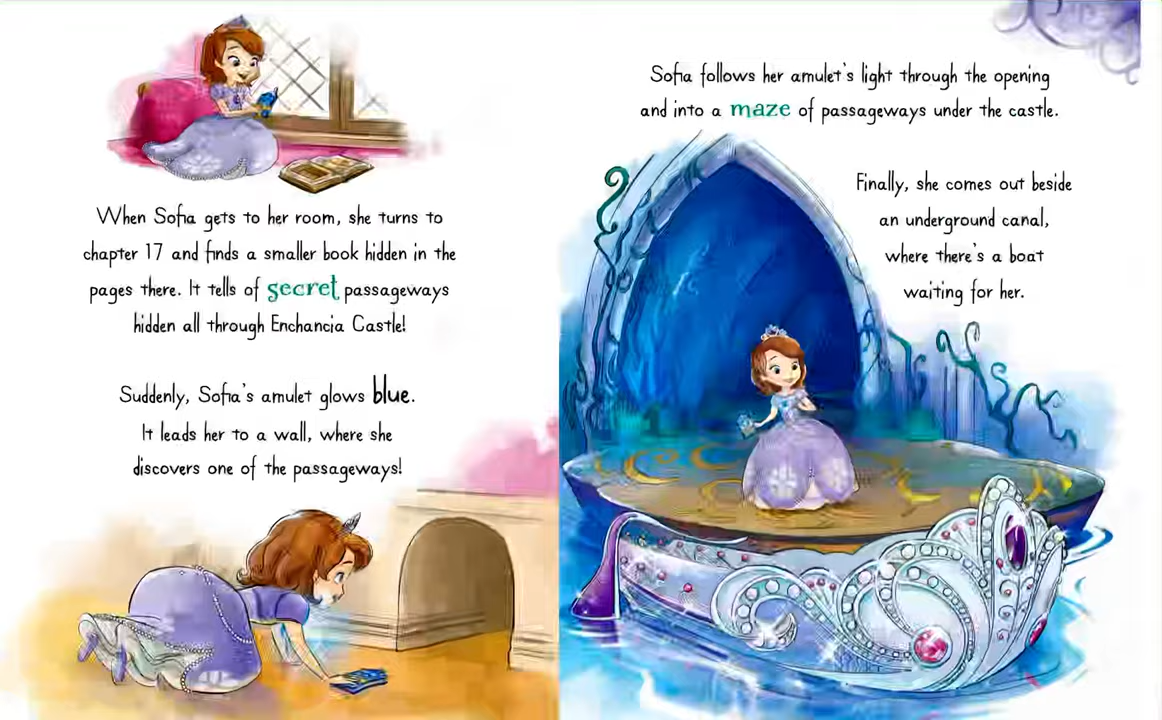 When Sofia gets to her room, she turns to
chapter 17 and finds a smaller book hidden in the
pages there. It tells of secret passageways
hidden all through Enchancia Castle!
Suddenly, Sofia's amulet glows blue.
It leads her to a wall, where she
discovers one of the passageways!
Sofia follows her amulet's light through the opening
and into a maze of passageways under the castle.
Finally, she comes out beside
an underground canal,
where there's a boat
waiting for her.